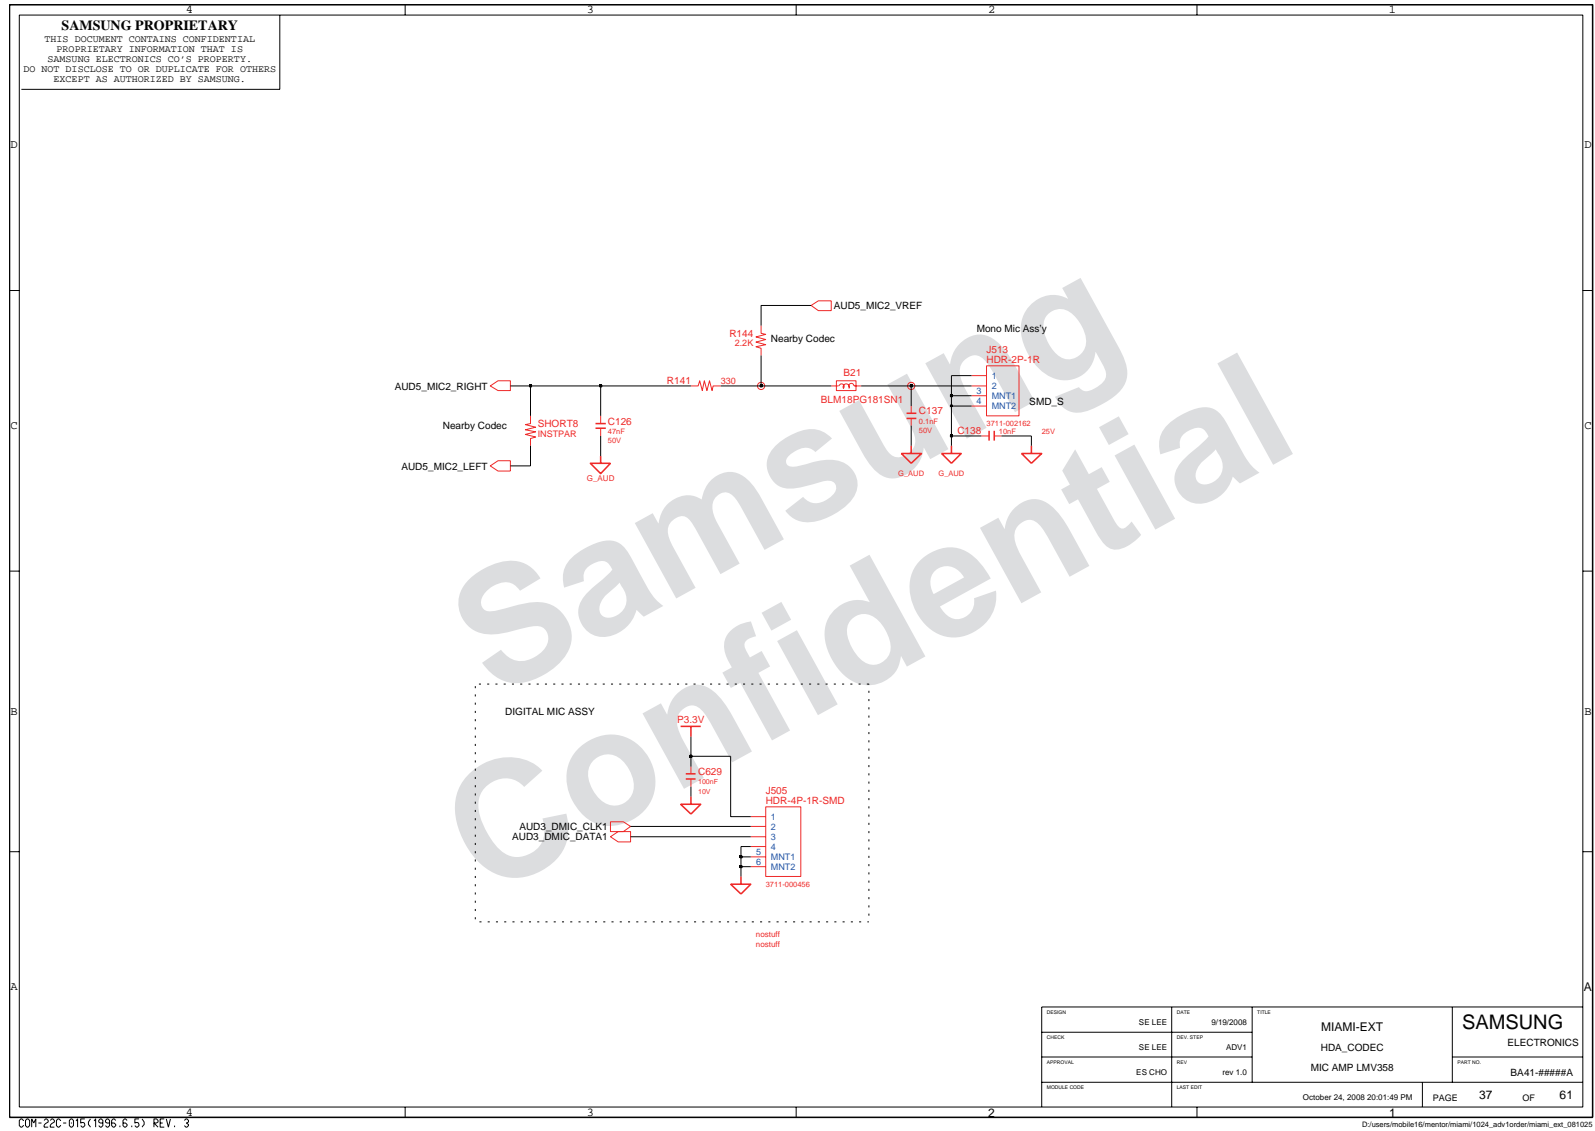 4 3 2 1
SAMSUNG PROPRIETARY
THIS DOCUMENT CONTAINS CONFIDENTIAL
PROPRIETARY INFORMATION THAT IS
SAMSUNG ELECTRONICS CO'S PROPERTY.
DO NOT DISCLOSE TO OR DUPLICATE FOR OTHERS
EXCEPT AS AUTHORIZED BY SAMSUNG.
D D
Samsung
Confidential
AUD5_MIC2_VREF
R144
2.2K
Nearby Codec
Mono Mic Ass'y
J513
HDR-2P-1R
AUD5_MIC2_RIGHT
R141 330
B21
BLM18PG181SN1
1
2
3 MNT1
4 MNT2
SMD_S
3711-002162
C137
0.1nF
50V
C138 10nF 25V
Nearby Codec
SHORT8
INSTPAR
C126
47nF
50V
AUD5_MIC2_LEFT
G_AUD
G_AUD
G_AUD
C C
B B
DIGITAL MIC ASSY
P3.3V
C629
100nF
10V
J505
HDR-4P-1R-SMD
AUD3_DMIC_CLK1
AUD3_DMIC_DATA1
1
2
3
4
5 MNT1
6 MNT2
3711-000456
nostuff
nostuff
A A
DESIGN SE LEE
DATE 9/19/2008
TITLE
MIAMI-EXT
HDA_CODEC
MIC AMP LMV358
SAMSUNG
ELECTRONICS
CHECK SE LEE
DEV. STEP ADV1
APPROVAL ES CHO
REV rev 1.0
PART NO. BA41-#####A
MODULE CODE
LAST EDIT October 24, 2008 20:01:49 PM
PAGE 37 OF 61
4 3 2 1
COM-22C-015(1996.6.5) REV. 3
D:/users/mobile16/mentor/miami/1024_adv1order/miami_ext_081025